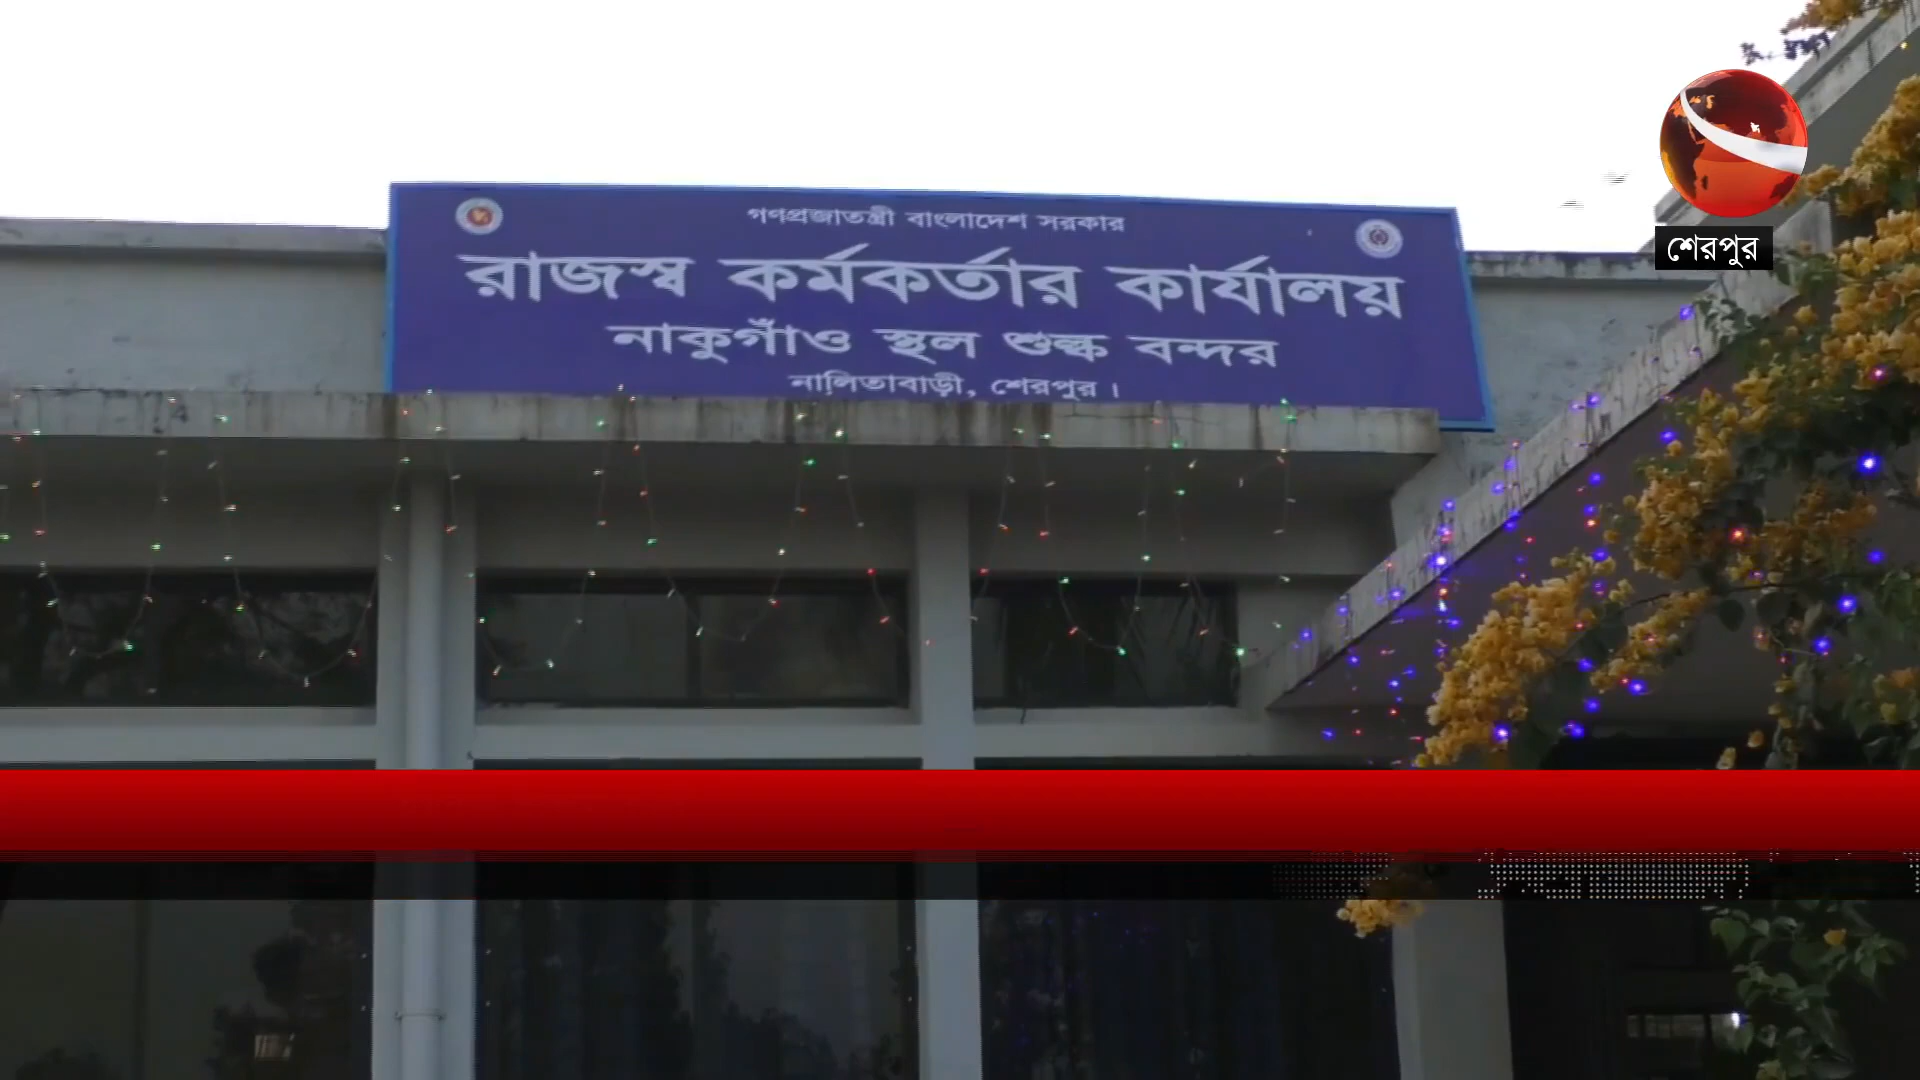 গণপ্রজাতন্ত্রী বাংলাদেশ সরকার
রাজস্ব কর্মকর্তার কার্যালয়
নাকুগাঁও স্থল শুল্ক বন্দর
নালিতাবাড়ী, শেরপুর।
শেরপুর